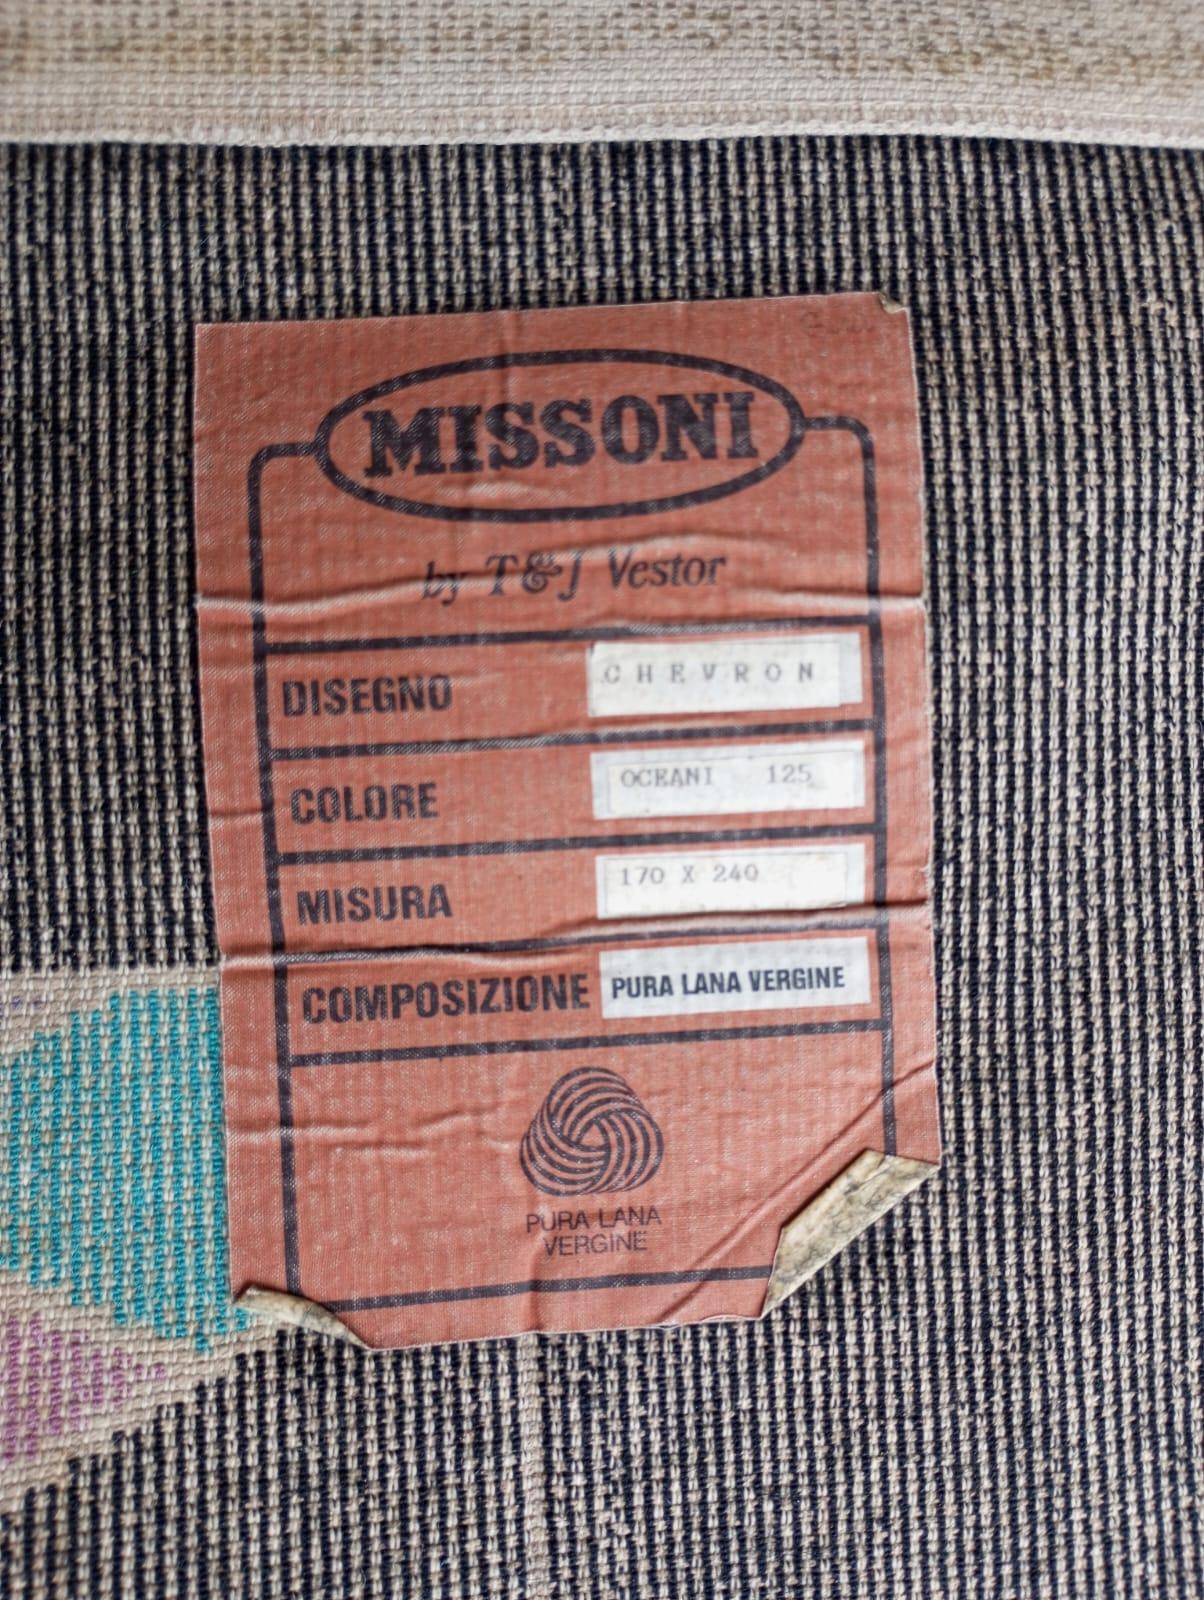 MISSONI
by T&J Vestor
DISEGNO CHEVRON
COLORE OCEANI 125
MISURA 170 X 240
COMPOSIZIONE PURA LANA VERGINE
PURA LANA
VERGINE